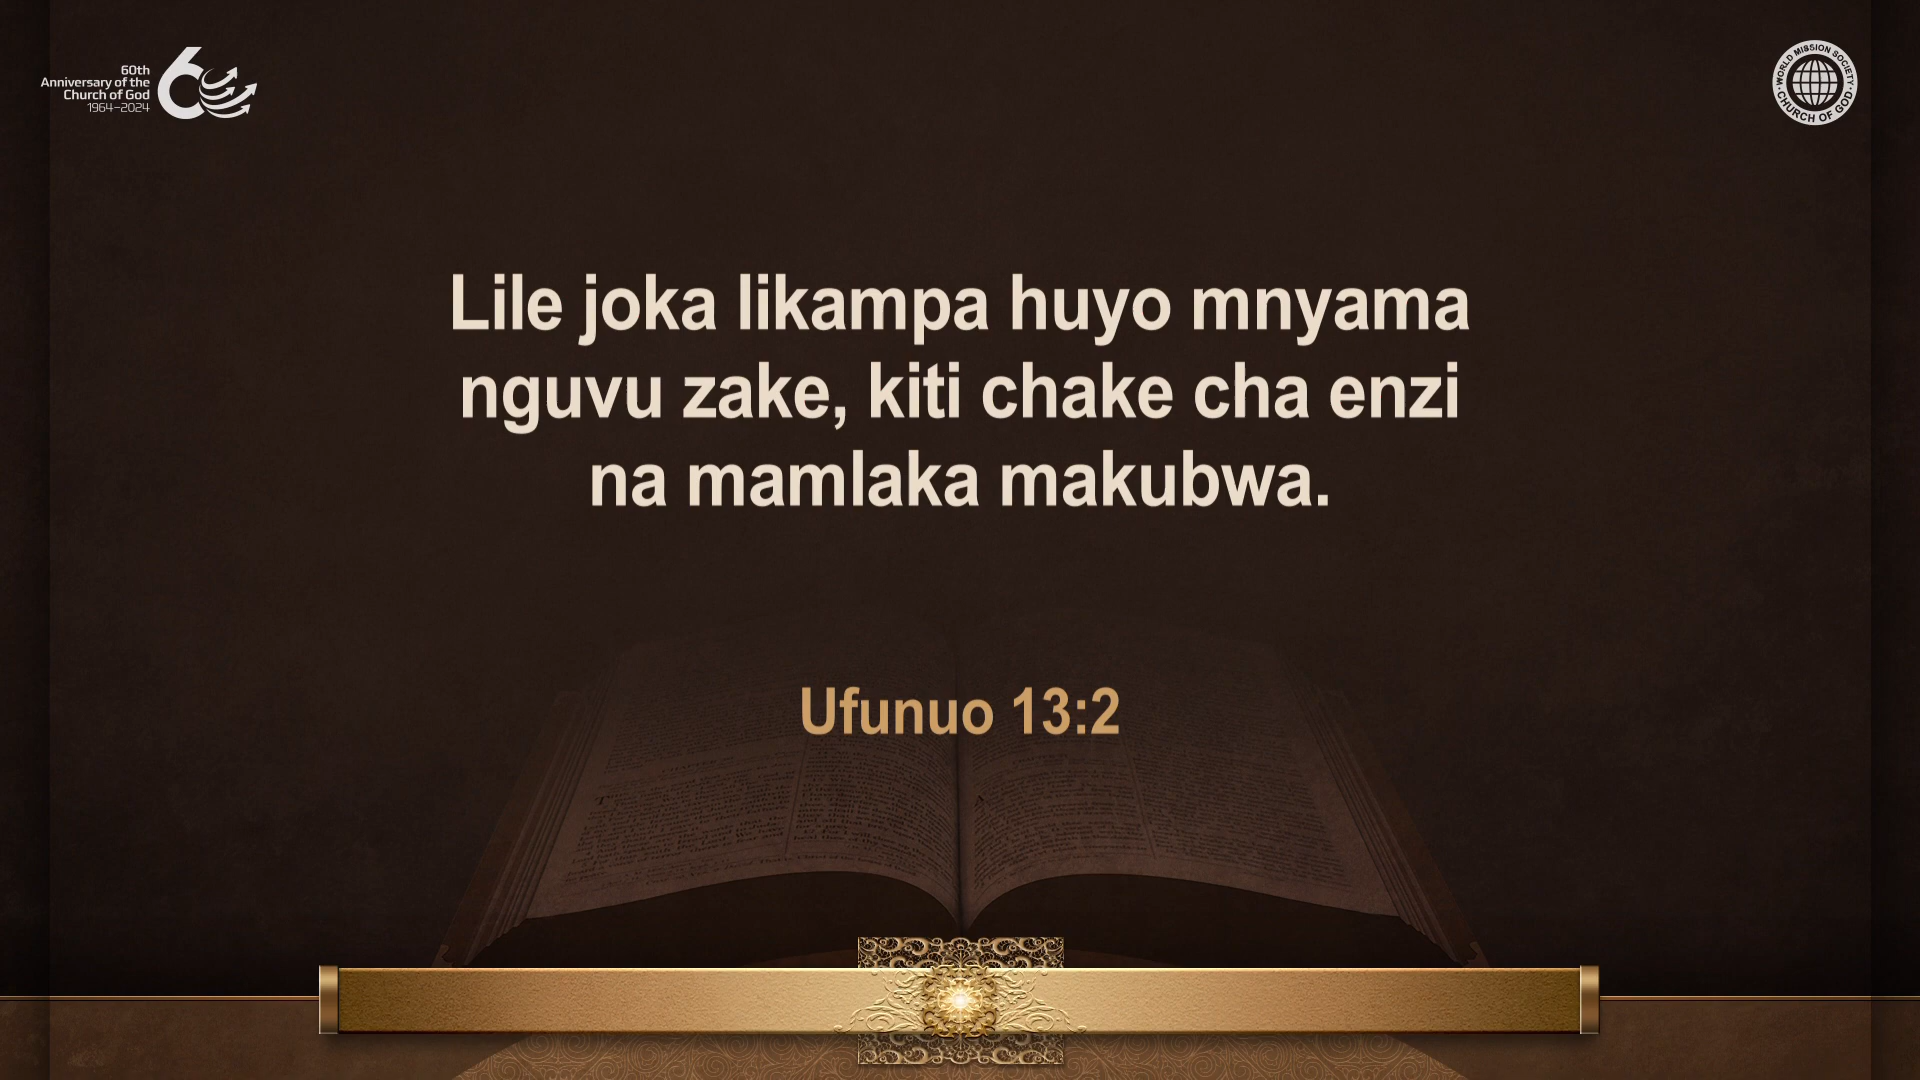 60th
Anniversary of the
Church of God
1964–2024
WORLD MISSION SOCIETY
CHURCH OF GOD
Lile joka likampa huyo mnyama
nguvu zake, kiti chake cha enzi
na mamlaka makubwa.
Ufunuo 13:2